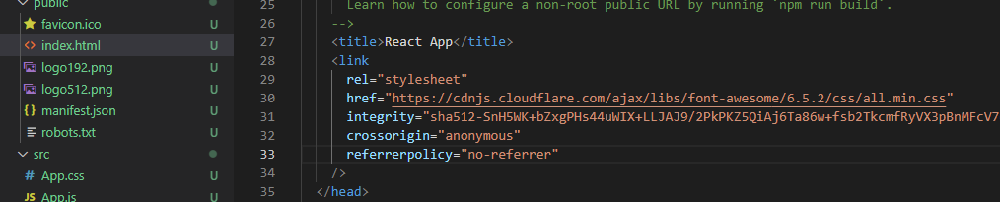 public
favicon.ico U
index.html U
logo192.png U
logo512.png U
manifest.json U
robots.txt U
src
App.css U
App.js U
25 Learn how to configure a non-root public URL by running `npm run build`.
26 -->
27 <title>React App</title>
28 <link
29 rel="stylesheet"
30 href="https://cdnjs.cloudflare.com/ajax/libs/font-awesome/6.5.2/css/all.min.css"
31 integrity="sha512-SnH5WK+bZxgPHs44uWIX+LLJAJ9/2PkPKZ5QiAj6Ta86w+fsb2TkcmfRyVX3pBnMFcV7
32 crossorigin="anonymous"
33 referrerpolicy="no-referrer"
34 />
35 </head>